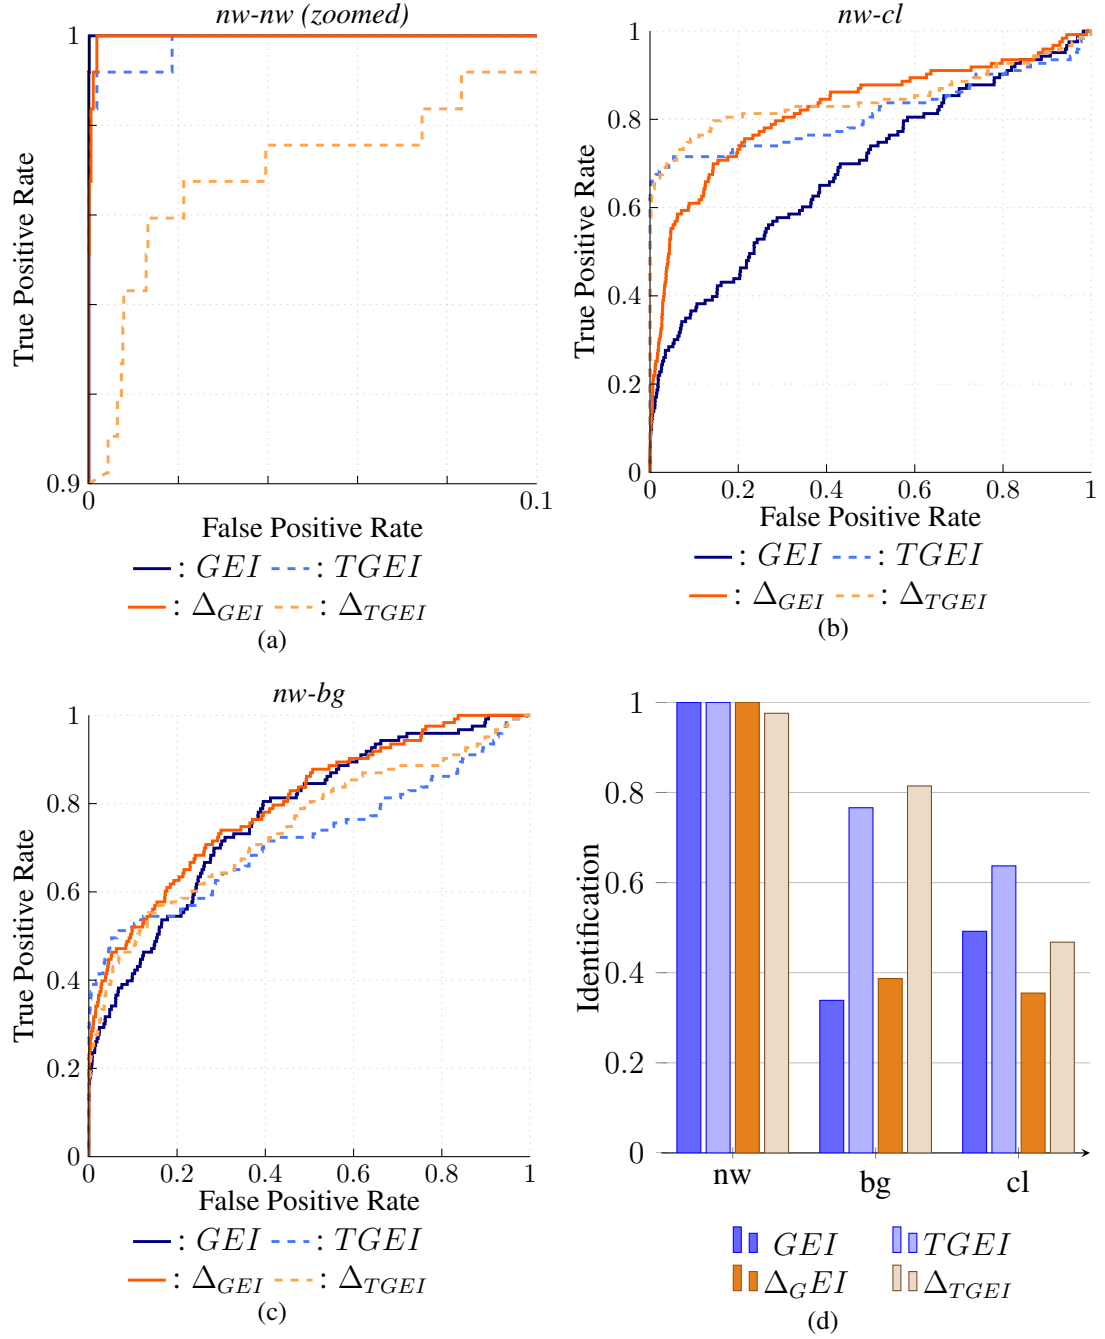 nw-nw (zoomed)
1
0.9
0
0.1
True Positive Rate
False Positive Rate
: GEI : TGEI
: Δ_GEI : Δ_TGEI
(a)
nw-cl
1
0.8
0.6
0.4
0.2
0
0 0.2 0.4 0.6 0.8 1
True Positive Rate
False Positive Rate
: GEI : TGEI
: Δ_GEI : Δ_TGEI
(b)
nw-bg
1
0.8
0.6
0.4
0.2
0
0 0.2 0.4 0.6 0.8 1
True Positive Rate
False Positive Rate
: GEI : TGEI
: Δ_GEI : Δ_TGEI
(c)
1
0.8
0.6
0.4
0.2
0
Identification
nw bg cl
GEI TGEI
Δ_GEI Δ_TGEI
(d)